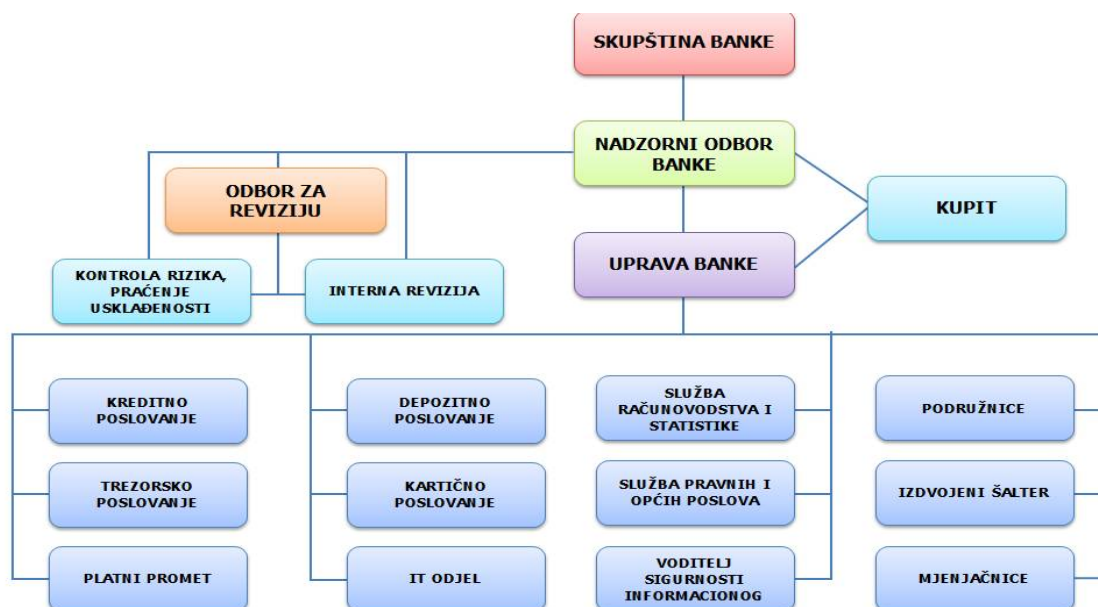 SKUPŠTINA BANKE
NADZORNI ODBOR
BANKE
ODBOR ZA
REVIZIJU
KUPIT
UPRAVA BANKE
KONTROLA RIZIKA,
PRAĆENJE
USKLAĐENOSTI
INTERNA REVIZIJA
KREDITNO
POSLOVANJE
DEPOZITNO
POSLOVANJE
SLUŽBA
RAČUNOVODSTVA I
STATISTIKE
PODRUŽNICE
TREZORSKO
POSLOVANJE
KARTIČNO
POSLOVANJE
SLUŽBA PRAVNIH I
OPĆIH POSLOVA
IZDVOJENI ŠALTER
PLATNI PROMET
IT ODJEL
VODITELJ
SIGURNOSTI
INFORMACIONOG
MJENJAČNICE